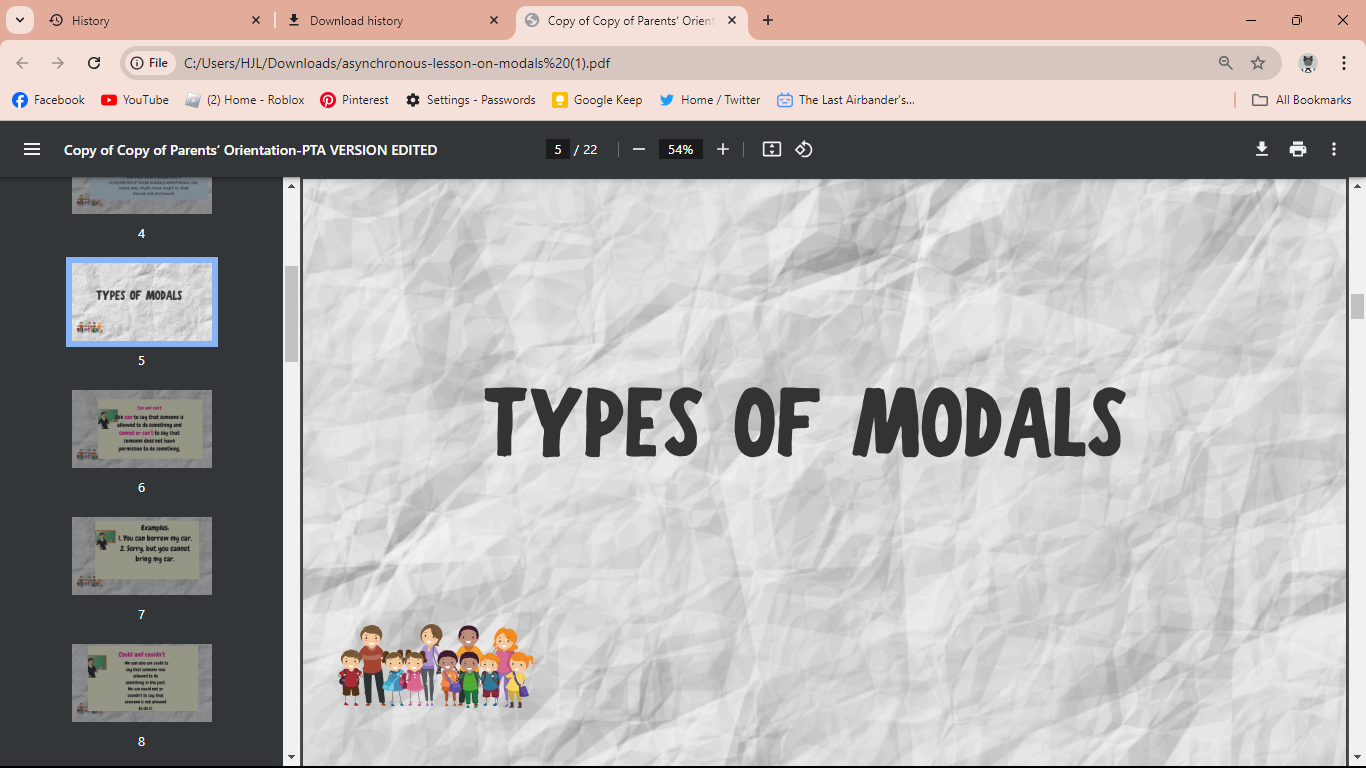 History
Download history
Copy of Copy of Parents' Orient
File
C:/Users/HJL/Downloads/asynchronous-lesson-on-modals%20(1).pdf
Facebook
YouTube
(2) Home - Roblox
Pinterest
Settings - Passwords
Google Keep
Home / Twitter
The Last Airbander's...
All Bookmarks
Copy of Copy of Parents’ Orientation-PTA VERSION EDITED
5 / 22
54%
4
TYPES OF MODALS
5
Can and can't
can to say that someone is
allowed to do something and
cannot or can't to say that
someone does not have
permission to do something.
6
Examples:
1. You can borrow my car.
2. Sorry, but you cannot
bring my car.
7
Could and couldn't
We can also use could to
say that someone was
allowed to do
something in the past.
We use could not or
couldn't to say that
someone is not allowed
to do it.
8
TYPES OF MODALS